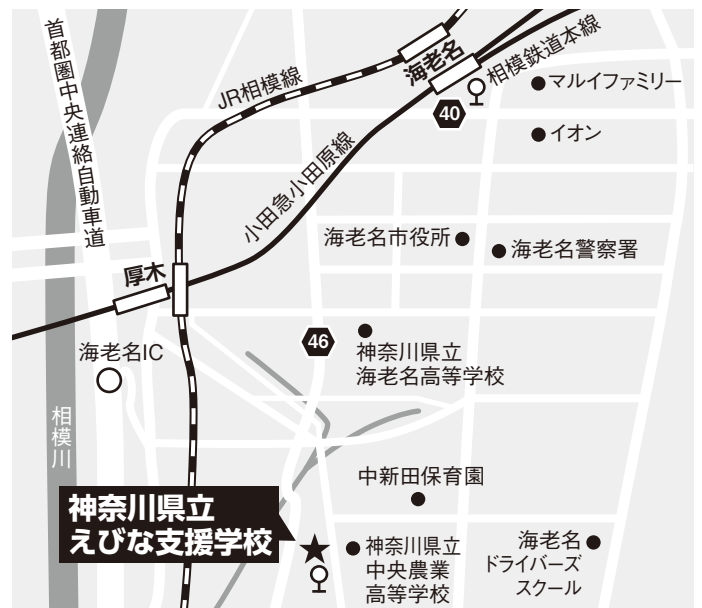 首都圏中央連絡自動車道
JR相模線
海老名
相模鉄道本線
マルイファミリー
40
イオン
小田急小田原線
海老名市役所
海老名警察署
厚木
46
海老名IC
神奈川県立
海老名高等学校
相模川
中新田保育園
神奈川県立
えびな支援学校
神奈川県立
中央農業
高等学校
海老名
ドライバーズ
スクール